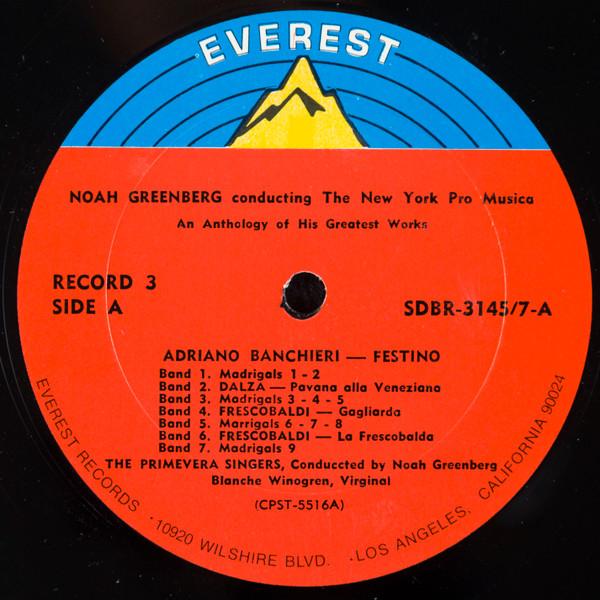 EVEREST
NOAH GREENBERG conducting The New York Pro Musica
An Anthology of His Greatest Works
RECORD 3
SIDE A
SDBR-3145/7-A
ADRIANO BANCHIERI — FESTINO
Band 1. Madrigals 1 - 2
Band 2. DALZA — Pavana alla Veneziana
Band 3. Madrigals 3 - 4 - 5
Band 4. FRESCOBALDI — Gagliarda
Band 5. Marrigals 6 - 7 - 8
Band 6. FRESCOBALDI — La Frescobalda
Band 7. Madrigals 9
THE PRIMEVERA SINGERS, Conduccted by Noah Greenberg
Blanche Winogren, Virginal
(CPST-5516A)
EVEREST RECORDS · 10920 WILSHIRE BLVD. · LOS ANGELES, CALIFORNIA 90024